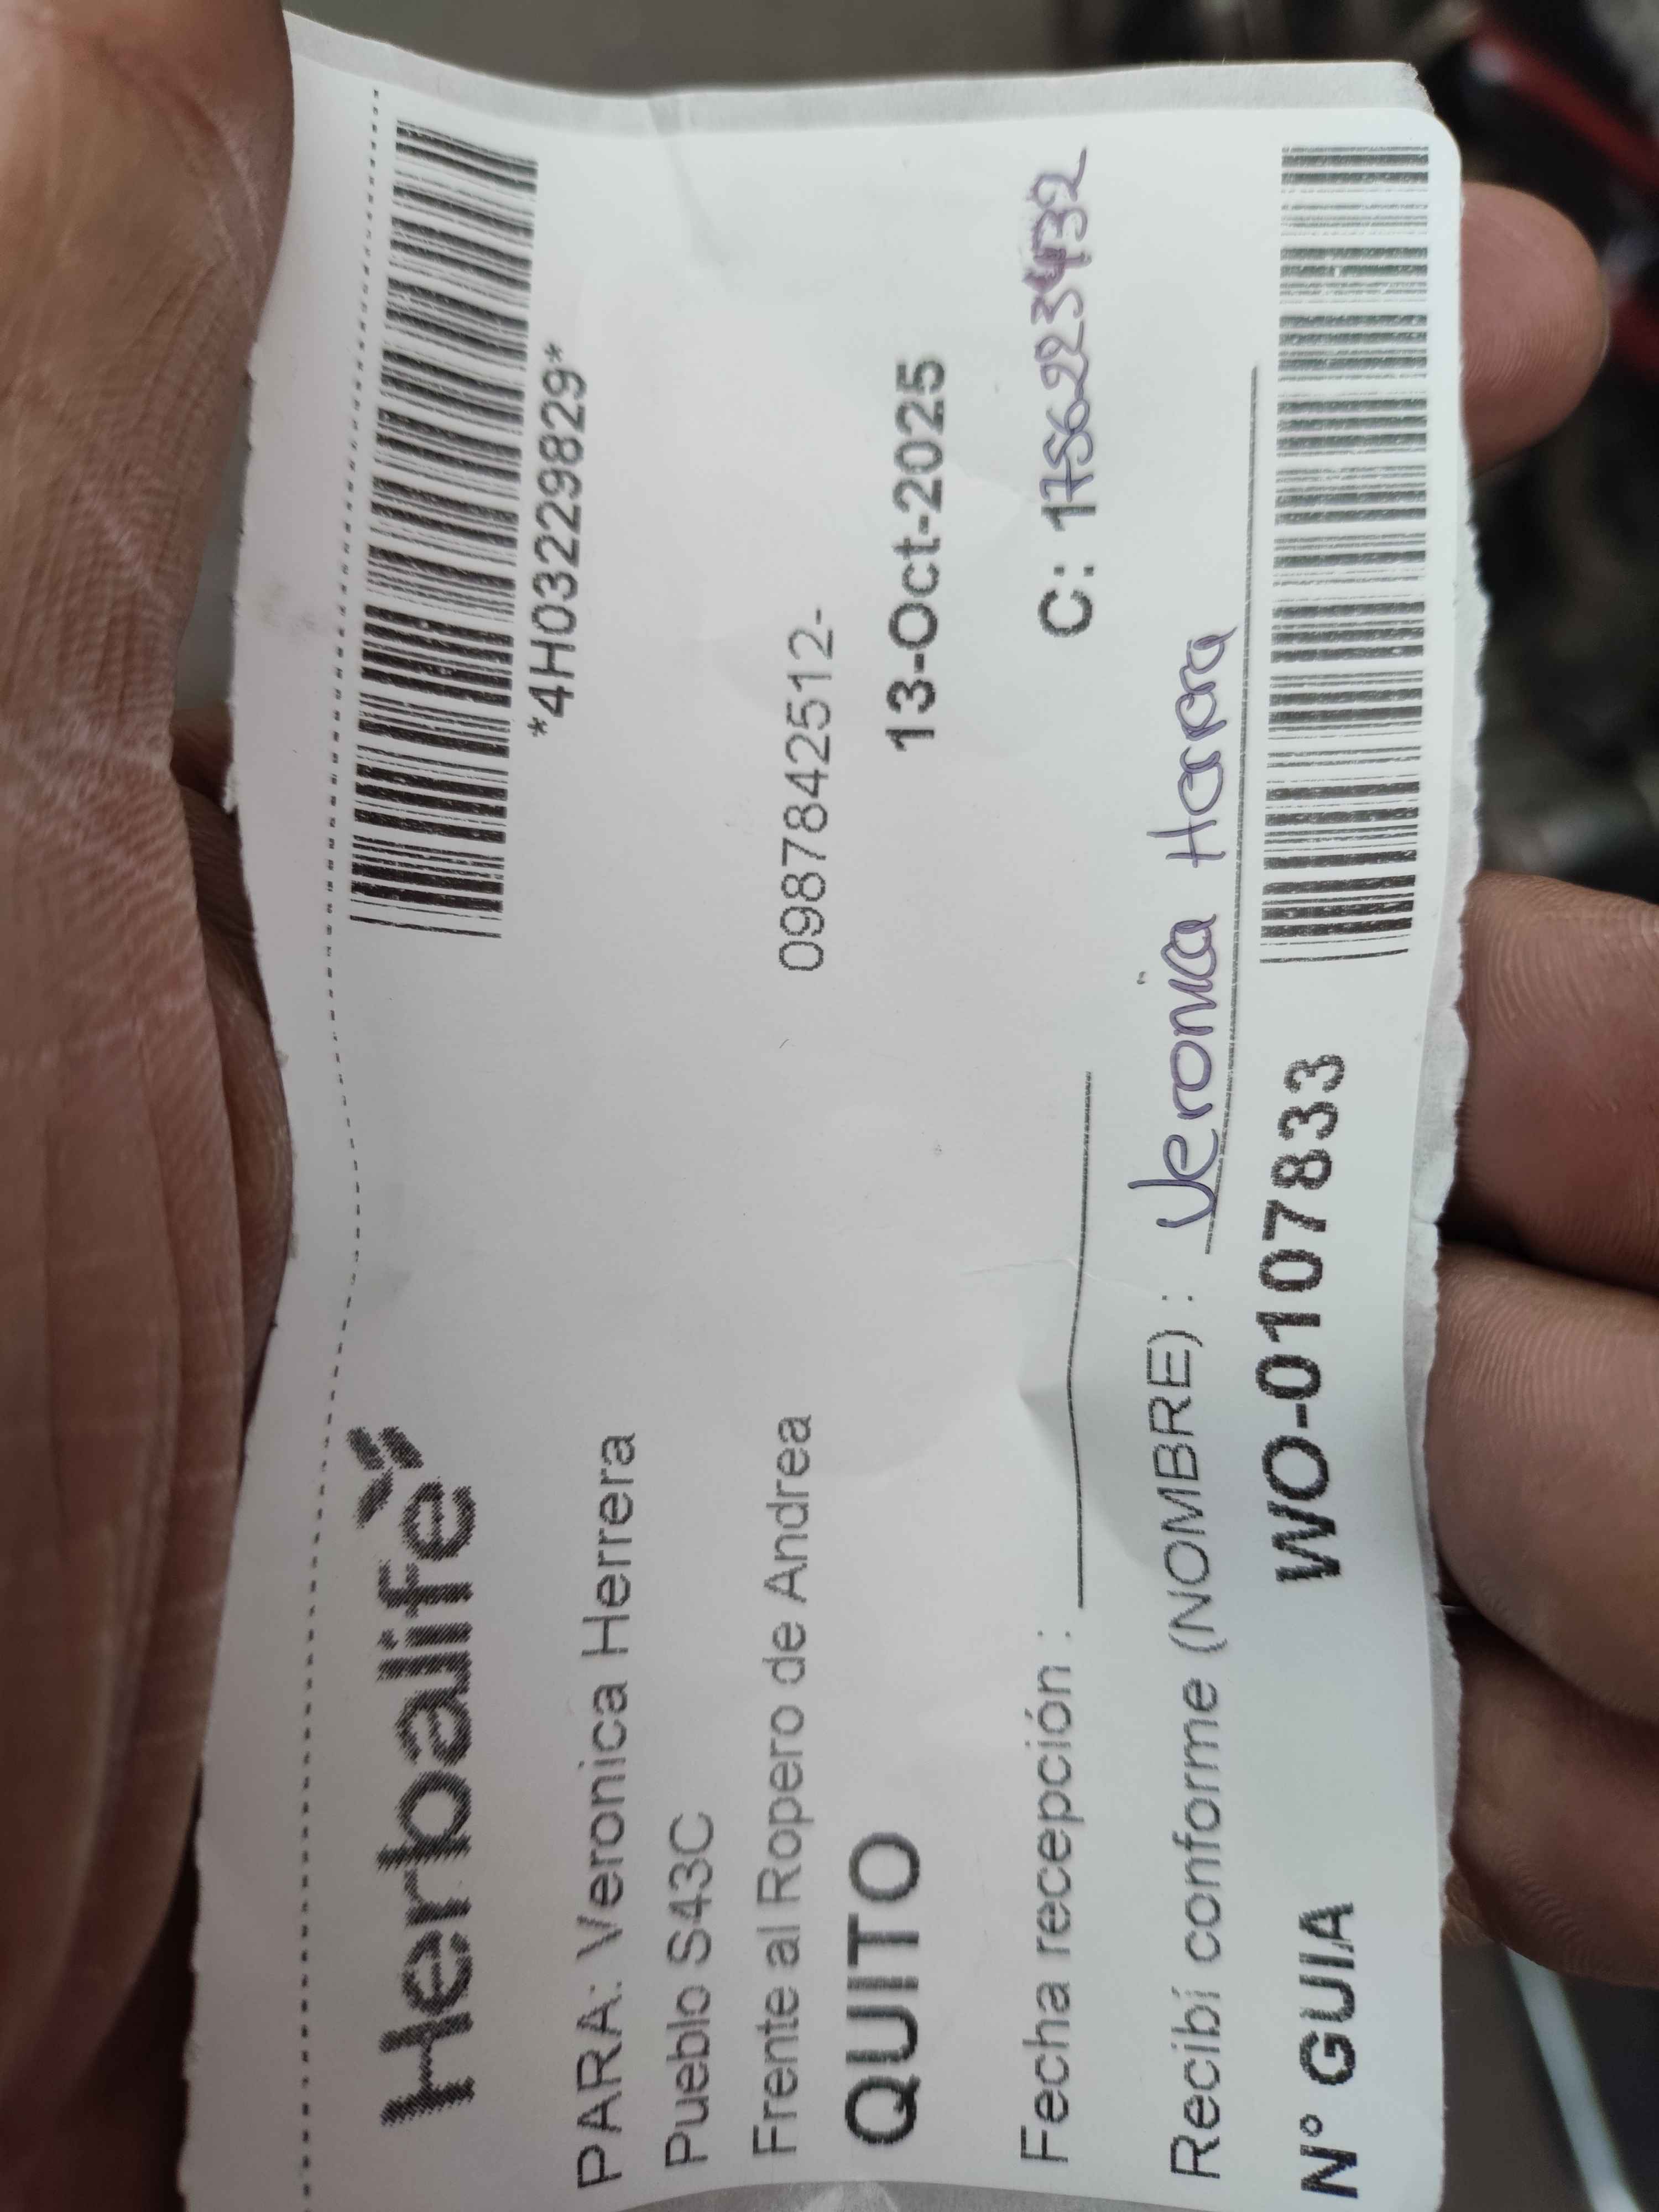 Herbalife
*4H03229829*
PARA: Veronica Herrera
Pueblo S43C
Frente al Ropero de Andrea
0987842512-
QUITO
13-Oct-2025
Fecha recepción :
C: 1756223432
Recibí conforme (NOMBRE) : Veronica
N° GUIA WO-0107833